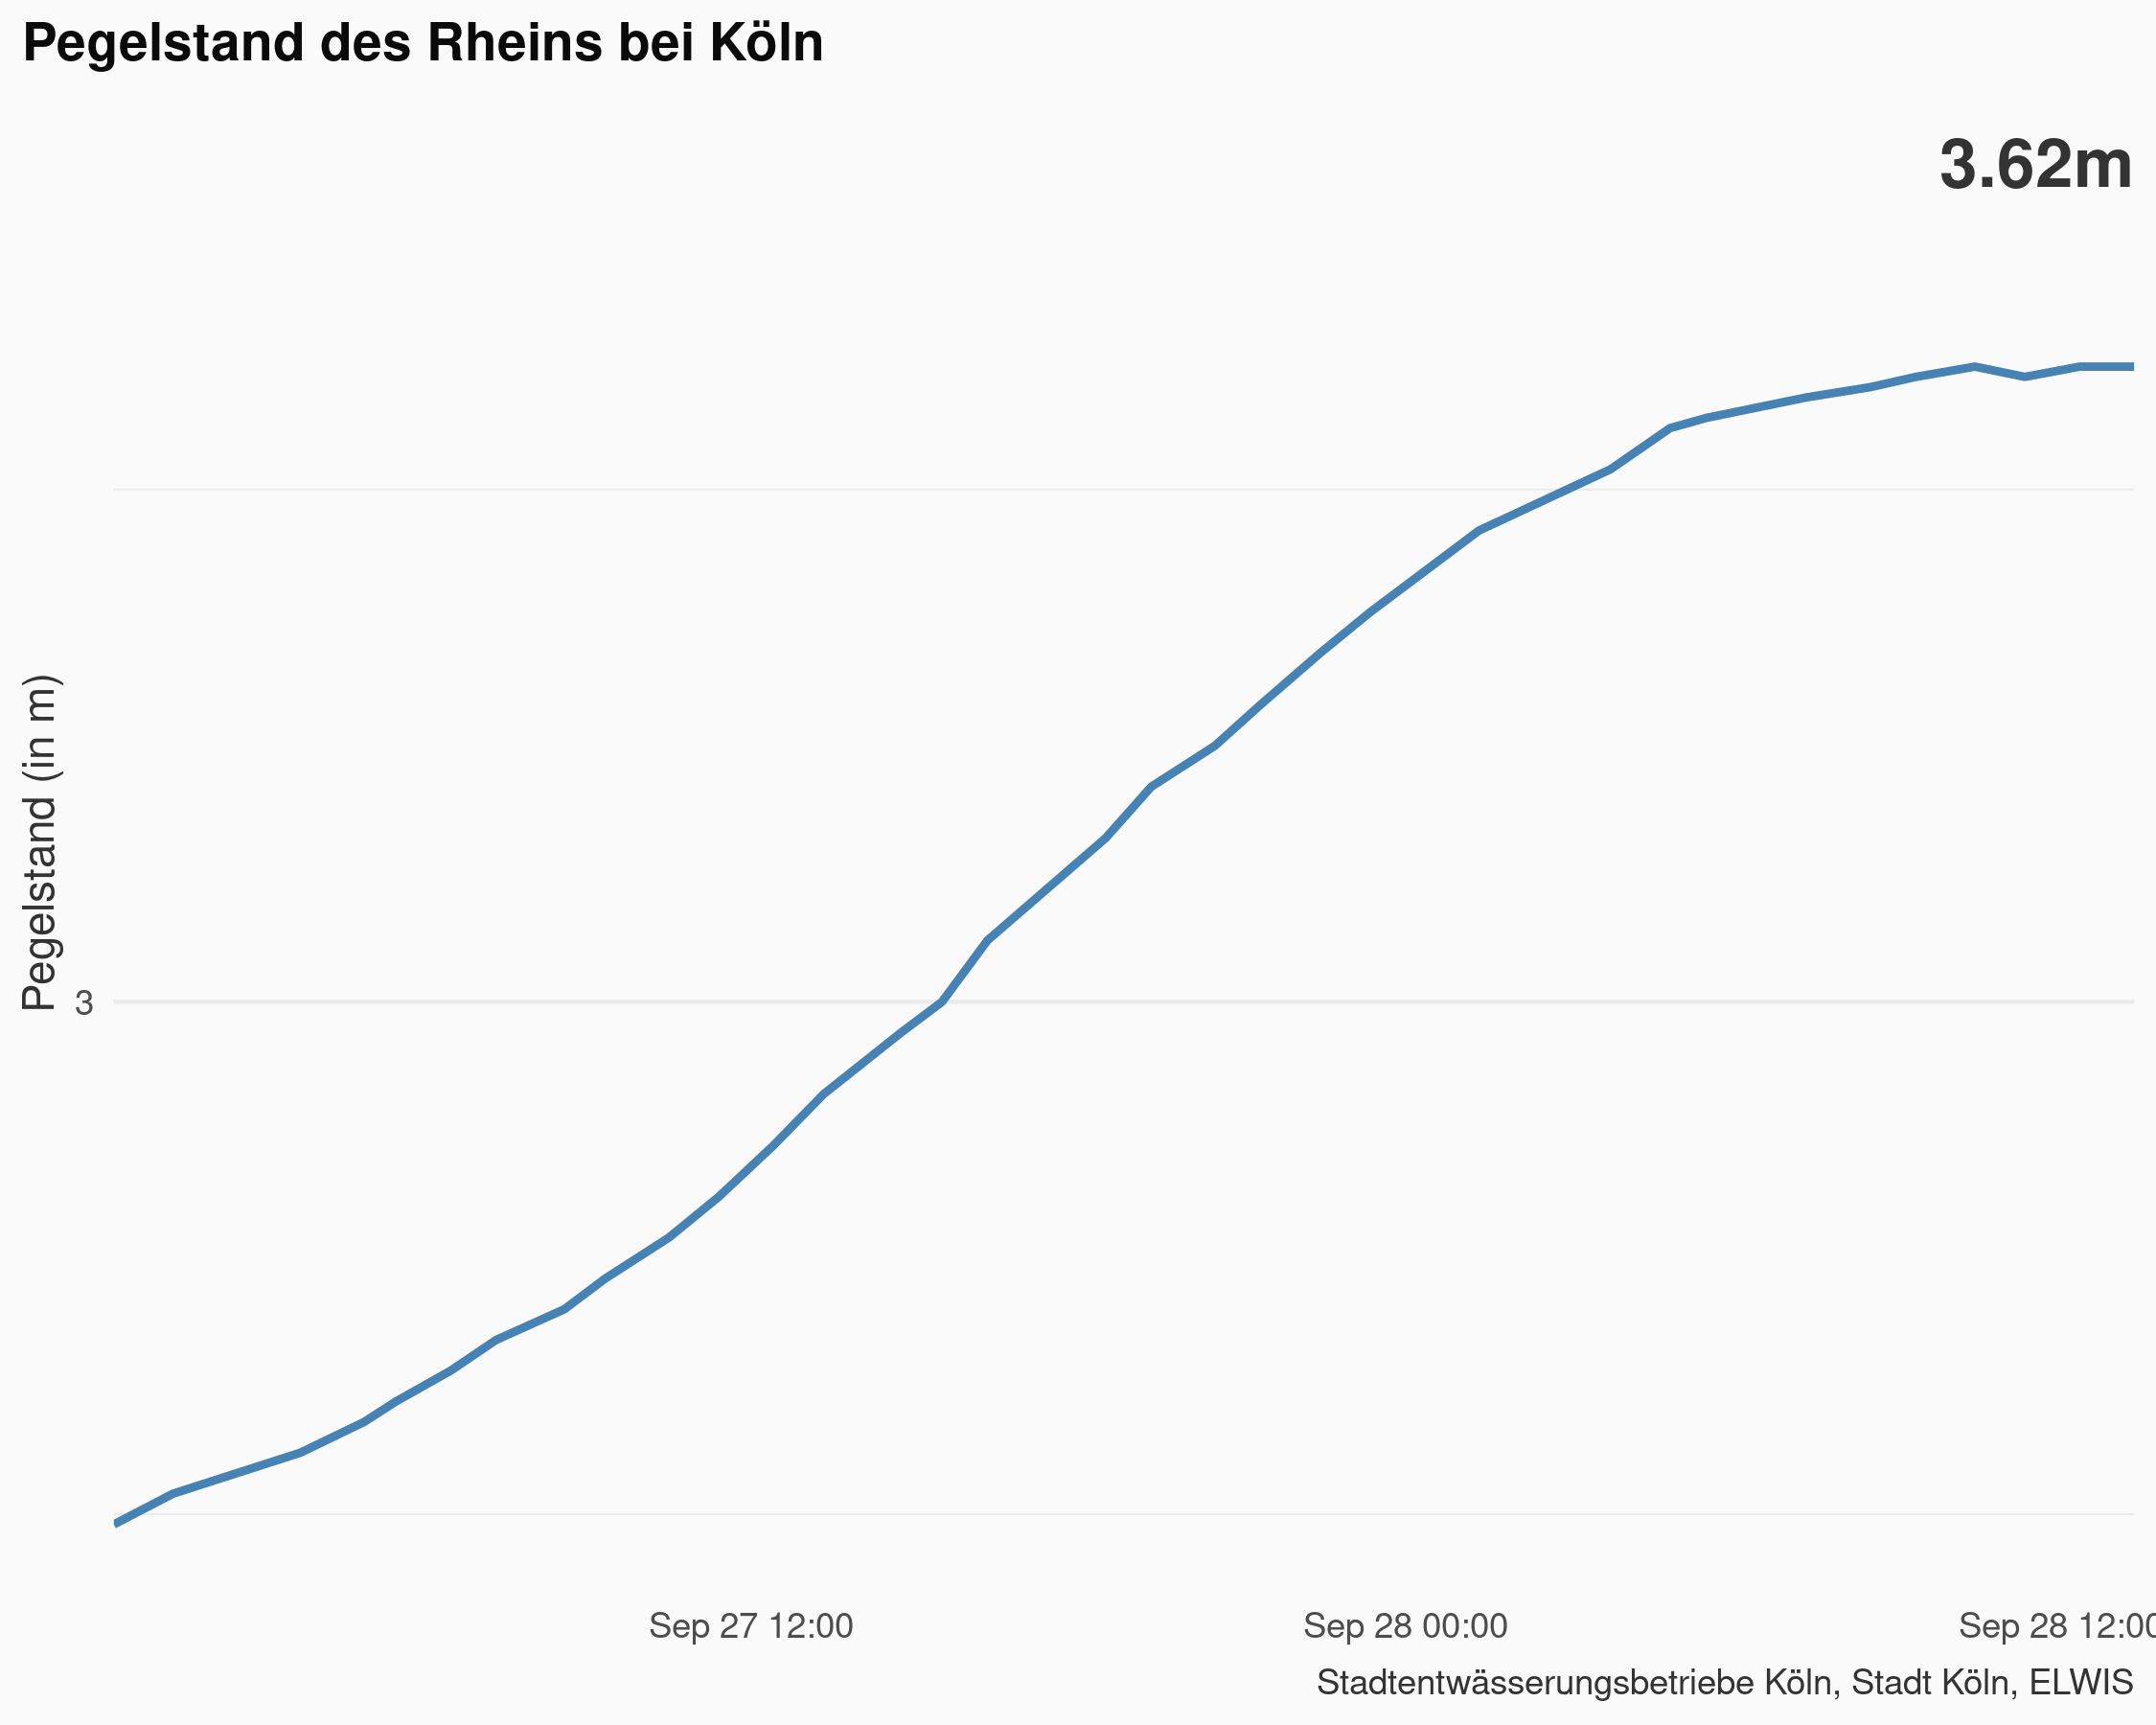 Pegelstand des Rheins bei Köln
3.62m
Pegelstand (in m)
3
Sep 27 12:00
Sep 28 00:00
Sep 28 12:00
Stadtentwässerungsbetriebe Köln, Stadt Köln, ELWIS